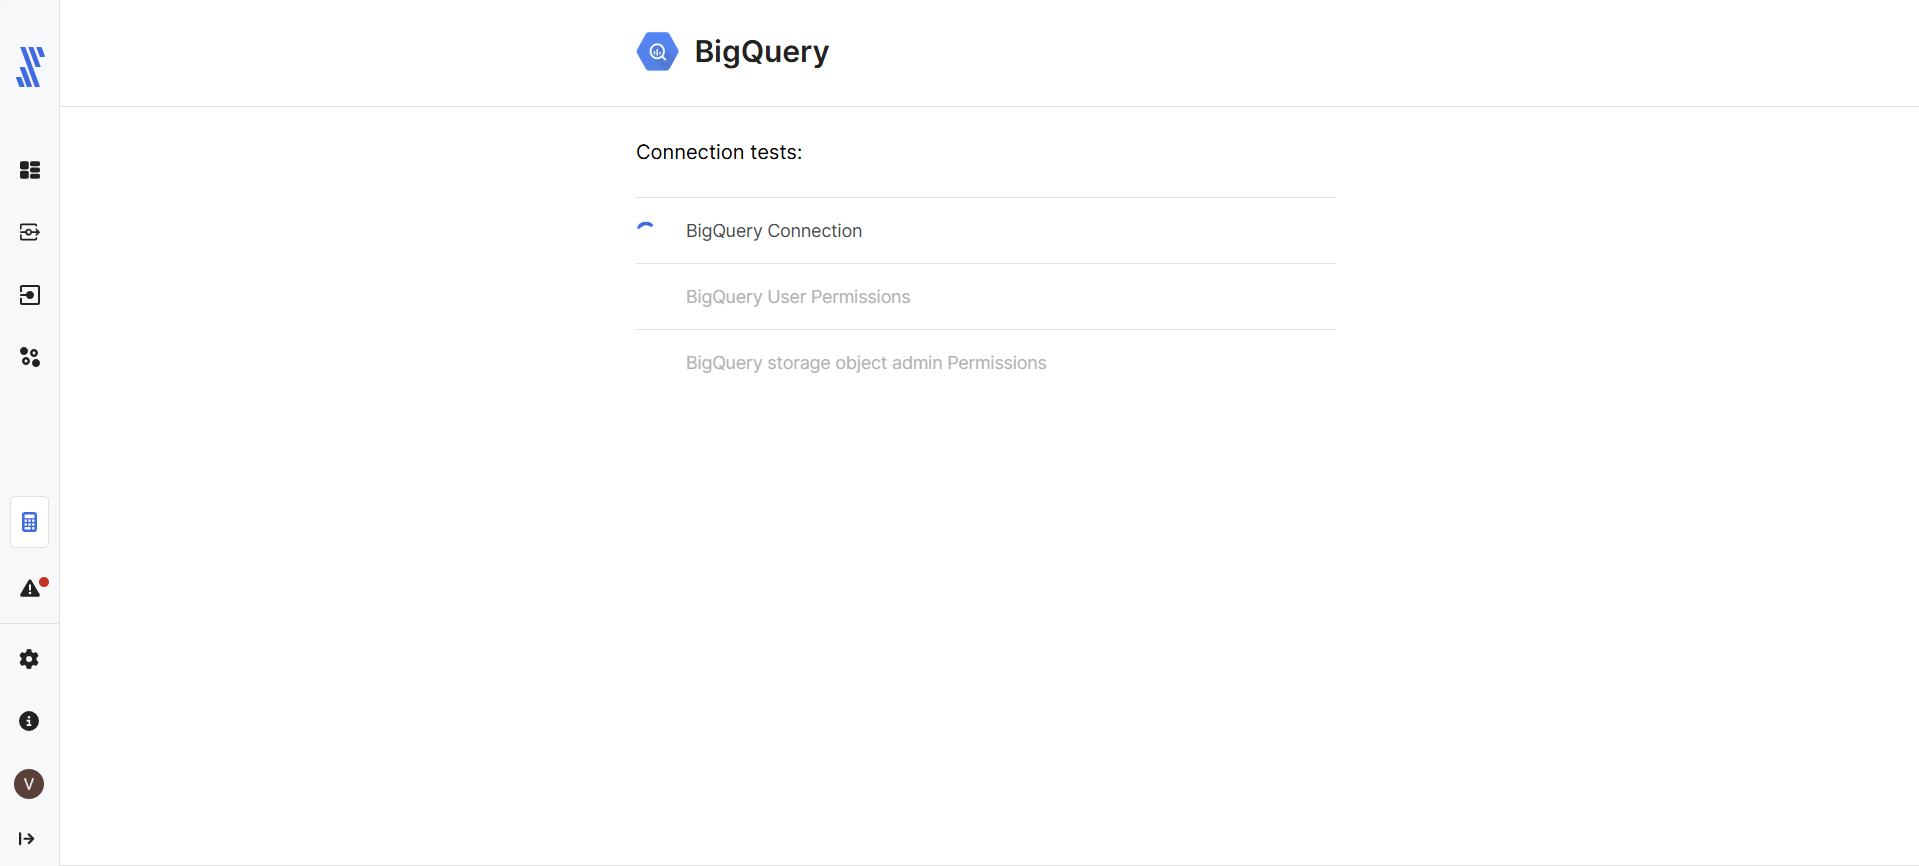 BigQuery
Connection tests:
BigQuery Connection
BigQuery User Permissions
BigQuery storage object admin Permissions
V